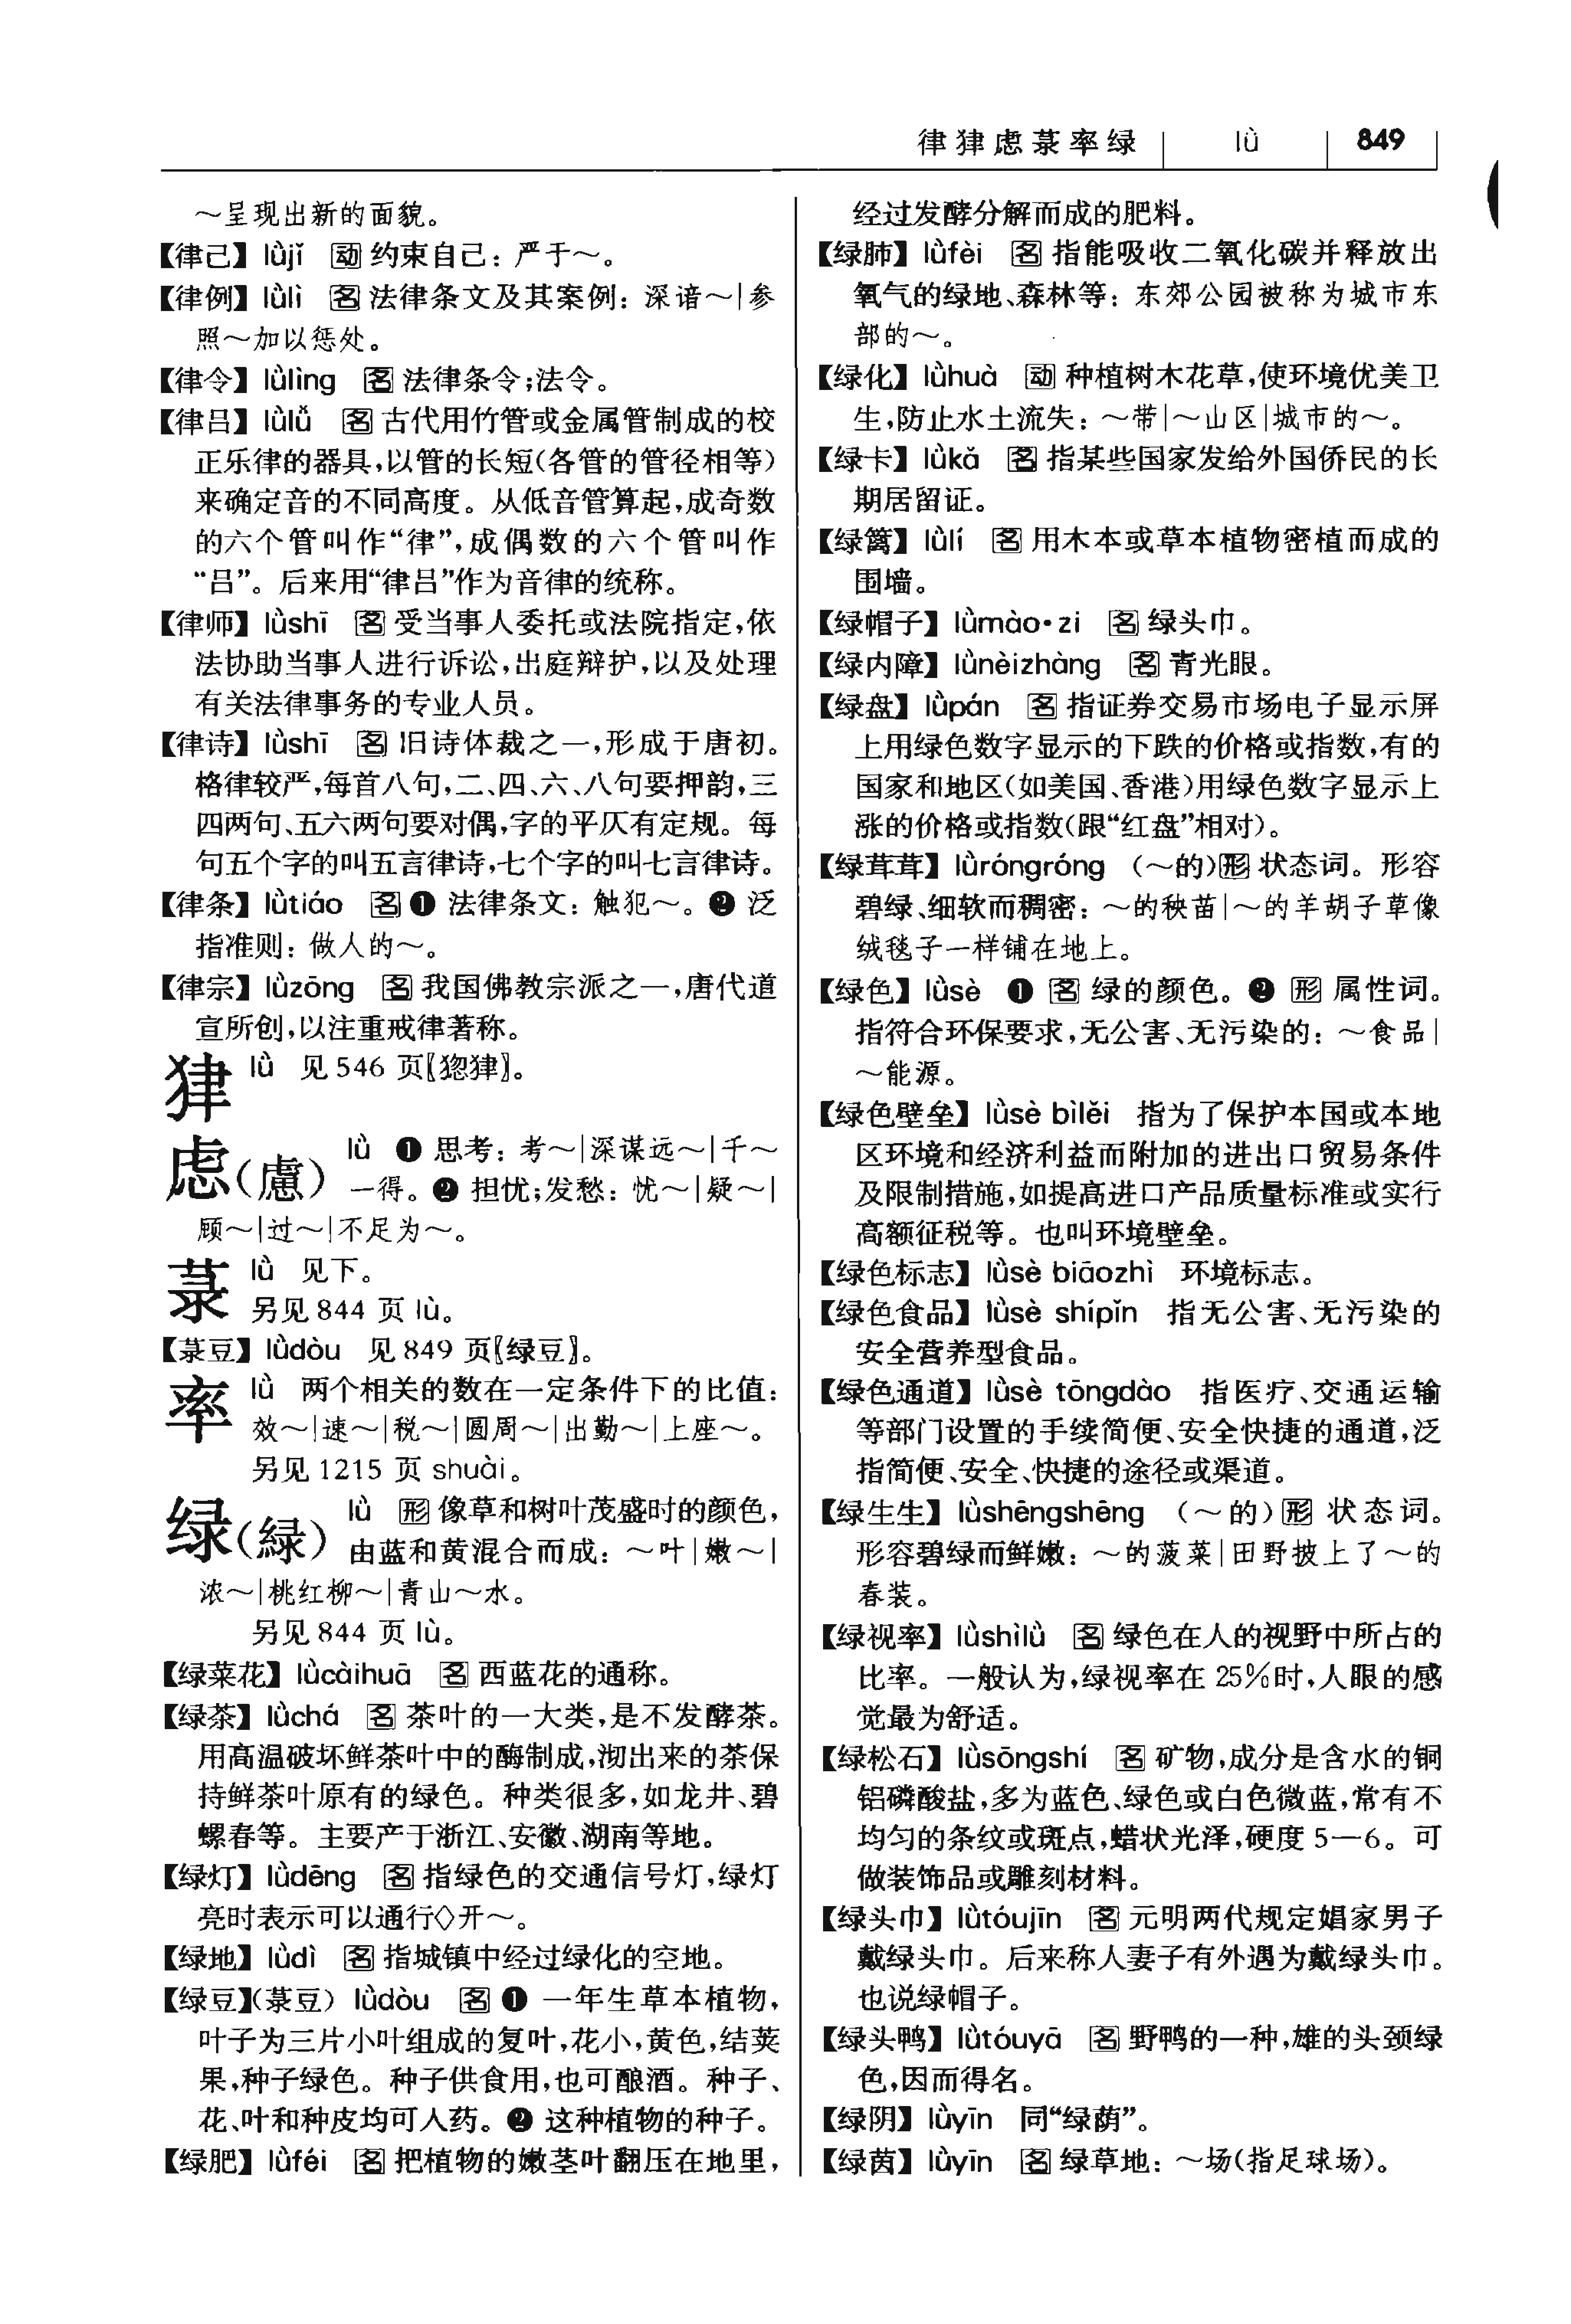 律㹥虑菉率绿 lǜ 849
～呈现出新的面貌。
【律己】lǜjǐ 动 约束自己：严于～。
【律例】lǜlì 名 法律条文及其案例：深谙～|参
照～加以惩处。
【律令】lǜlìng 名 法律条令；法令。
【律吕】lǜlǚ 名 古代用竹管或金属管制成的校
正乐律的器具，以管的长短（各管的管径相等）
来确定音的不同高度。从低音管算起，成奇数
的六个管叫作“律”，成偶数的六个管叫作
“吕”。后来用“律吕”作为音律的统称。
【律师】lǜshī 名 受当事人委托或法院指定，依
法协助当事人进行诉讼，出庭辩护，以及处理
有关法律事务的专业人员。
【律诗】lǜshī 名 旧诗体裁之一，形成于唐初。
格律较严，每首八句，二、四、六、八句要押韵，三
四两句、五六两句要对偶，字的平仄有定规。每
句五个字的叫五言律诗，七个字的叫七言律诗。
【律条】lǜtiáo 名 ❶ 法律条文：触犯～。❷ 泛
指准则：做人的～。
【律宗】lǜzōng 名 我国佛教宗派之一，唐代道
宣所创，以注重戒律著称。
㹥 lǜ 见 546 页〖㹱㹥〗。
虑（慮） lǜ ❶ 思考：考～|深谋远～|千～
一得。❷ 担忧；发愁：忧～|疑～|
顾～|过～|不足为～。
菉 lǜ 见下。
另见 844 页 lù。
【菉豆】lǜdòu 见 849 页〖绿豆〗。
率 lǜ 两个相关的数在一定条件下的比值：
效～|速～|税～|圆周～|出勤～|上座～。
另见 1215 页 shuài。
绿（緑） lǜ 形 像草和树叶茂盛时的颜色，
由蓝和黄混合而成：～叶|嫩～|
浓～|桃红柳～|青山～水。
另见 844 页 lù。
【绿菜花】lǜcàihuā 名 西蓝花的通称。
【绿茶】lǜchá 名 茶叶的一大类，是不发酵茶。
用高温破坏鲜茶叶中的酶制成，沏出来的茶保
持鲜茶叶原有的绿色。种类很多，如龙井、碧
螺春等。主要产于浙江、安徽、湖南等地。
【绿灯】lǜdēng 名 指绿色的交通信号灯，绿灯
亮时表示可以通行◇开～。
【绿地】lǜdì 名 指城镇中经过绿化的空地。
【绿豆】（菉豆） lǜdòu 名 ❶ 一年生草本植物，
叶子为三片小叶组成的复叶，花小，黄色，结荚
果，种子绿色。种子供食用，也可酿酒。种子、
花、叶和种皮均可入药。❷ 这种植物的种子。
【绿肥】lǜféi 名 把植物的嫩茎叶翻压在地里，
经过发酵分解而成的肥料。
【绿肺】lǜfèi 名 指能吸收二氧化碳并释放出
氧气的绿地、森林等：东郊公园被称为城市东
部的～。
【绿化】lǜhuà 动 种植树木花草，使环境优美卫
生，防止水土流失：～带|～山区|城市的～。
【绿卡】lǜkǎ 名 指某些国家发给外国侨民的长
期居留证。
【绿篱】lǜlí 名 用木本或草本植物密植而成的
围墙。
【绿帽子】lǜmào·zi 名 绿头巾。
【绿内障】lǜnèizhàng 名 青光眼。
【绿盘】lǜpán 名 指证券交易市场电子显示屏
上用绿色数字显示的下跌的价格或指数，有的
国家和地区（如美国、香港）用绿色数字显示上
涨的价格或指数（跟“红盘”相对）。
【绿茸茸】lǜróngróng （～的）形 状态词。形容
碧绿、细软而稠密：～的秧苗|～的羊胡子草像
绒毯子一样铺在地上。
【绿色】lǜsè ❶ 名 绿的颜色。❷ 形 属性词。
指符合环保要求，无公害、无污染的：～食品|
～能源。
【绿色壁垒】lǜsè bìlěi 指为了保护本国或本地
区环境和经济利益而附加的进出口贸易条件
及限制措施，如提高进口产品质量标准或实行
高额征税等。也叫环境壁垒。
【绿色标志】lǜsè biāozhì 环境标志。
【绿色食品】lǜsè shípǐn 指无公害、无污染的
安全营养型食品。
【绿色通道】lǜsè tōngdào 指医疗、交通运输
等部门设置的手续简便、安全快捷的通道，泛
指简便、安全、快捷的途径或渠道。
【绿生生】lǜshēngshēng （～的）形 状态词。
形容碧绿而鲜嫩：～的菠菜|田野披上了～的
春装。
【绿视率】lǜshìlǜ 名 绿色在人的视野中所占的
比率。一般认为，绿视率在 25%时，人眼的感
觉最为舒适。
【绿松石】lǜsōngshí 名 矿物，成分是含水的铜
铝磷酸盐，多为蓝色、绿色或白色微蓝，常有不
均匀的条纹或斑点，蜡状光泽，硬度 5—6。可
做装饰品或雕刻材料。
【绿头巾】lǜtóujīn 名 元明两代规定娼家男子
戴绿头巾。后来称人妻子有外遇为戴绿头巾。
也说绿帽子。
【绿头鸭】lǜtóuyā 名 野鸭的一种，雄的头颈绿
色，因而得名。
【绿阴】lǜyīn 同“绿荫”。
【绿茵】lǜyīn 名 绿草地：～场（指足球场）。